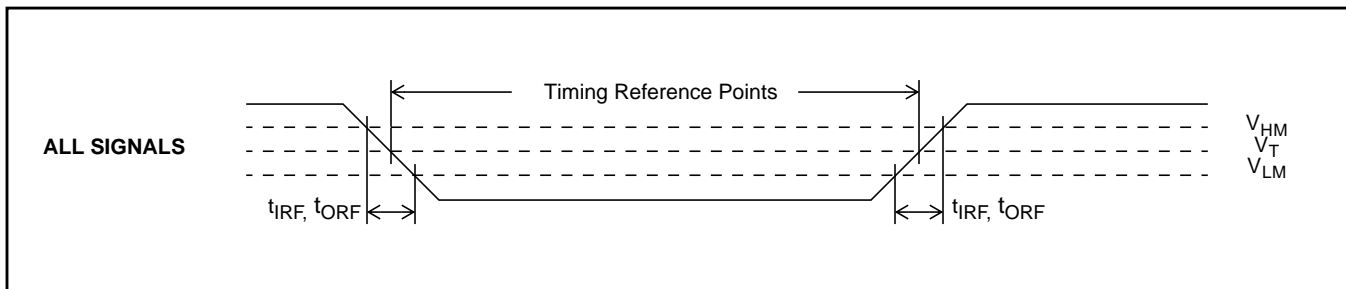 Timing Reference Points
ALL SIGNALS
V_HM
V_T
V_LM
t_IRF, t_ORF
t_IRF, t_ORF